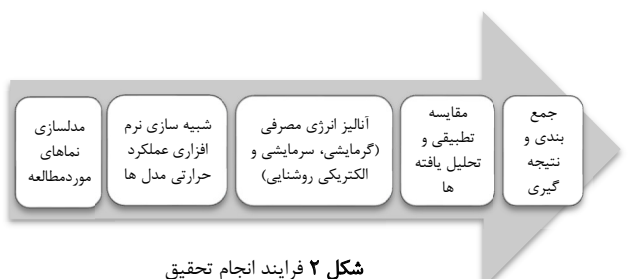 مدلسازی
نماهای
موردمطالعه
شبیه سازی نرم
افزاری عملکرد
حرارتی مدل ها
آنالیز انرژی مصرفی
(گرمایشی، سرمایشی و
الکتریکی روشنایی)
مقایسه
تطبیقی و
تحلیل یافته
ها
جمع
بندی و
نتیجه
گیری
شکل ۲ فرایند انجام تحقیق